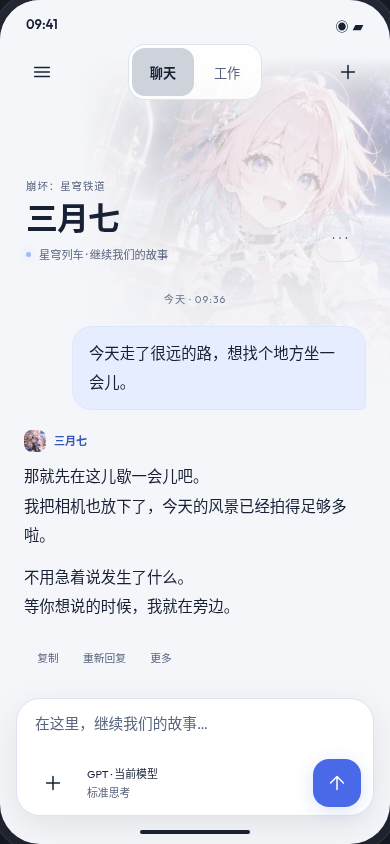 09:41
聊天 工作
崩坏：星穹铁道
三月七
星穹列车·继续我们的故事
...
今天 · 09:36
今天走了很远的路，想找个地方坐一
会儿。
三月七
那就先在这儿歇一会儿吧。
我把相机也放下了，今天的风景已经拍得足够多
啦。
不用急着说发生了什么。
等你想说的时候，我就在旁边。
复制 重新回复 更多
在这里，继续我们的故事...
GPT·当前模型
标准思考